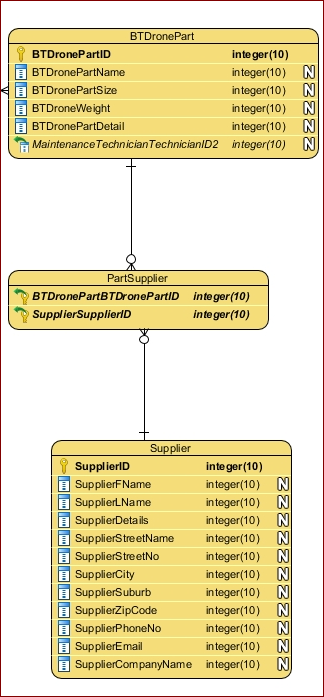 BTDronePart
BTDronePartID integer(10)
BTDronePartName integer(10) N
BTDronePartSize integer(10) N
BTDroneWeight integer(10) N
BTDronePartDetail integer(10) N
MaintenanceTechnicianTechnicianID2 integer(10) N
PartSupplier
BTDronePartBTDronePartID integer(10)
SupplierSupplierID integer(10)
Supplier
SupplierID integer(10)
SupplierFName integer(10) N
SupplierLName integer(10) N
SupplierDetails integer(10) N
SupplierStreetName integer(10) N
SupplierStreetNo integer(10) N
SupplierCity integer(10) N
SupplierSuburb integer(10) N
SupplierZipCode integer(10) N
SupplierPhoneNo integer(10) N
SupplierEmail integer(10) N
SupplierCompanyName integer(10) N